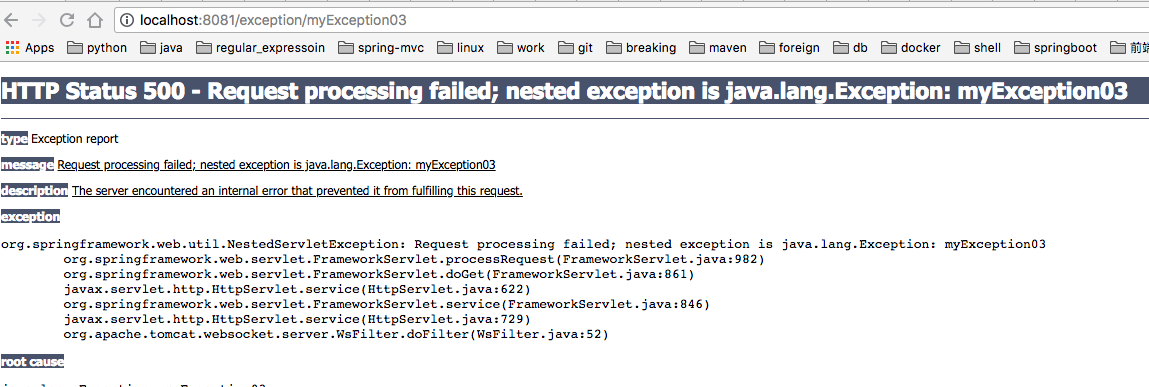 localhost:8081/exception/myException03
Apps python java regular_expressoin spring-mvc linux work git breaking maven foreign db docker shell springboot 前端
HTTP Status 500 - Request processing failed; nested exception is java.lang.Exception: myException03
type Exception report
message Request processing failed; nested exception is java.lang.Exception: myException03
description The server encountered an internal error that prevented it from fulfilling this request.
exception
org.springframework.web.util.NestedServletException: Request processing failed; nested exception is java.lang.Exception: myException03
org.springframework.web.servlet.FrameworkServlet.processRequest(FrameworkServlet.java:982)
org.springframework.web.servlet.FrameworkServlet.doGet(FrameworkServlet.java:861)
javax.servlet.http.HttpServlet.service(HttpServlet.java:622)
org.springframework.web.servlet.FrameworkServlet.service(FrameworkServlet.java:846)
javax.servlet.http.HttpServlet.service(HttpServlet.java:729)
org.apache.tomcat.websocket.server.WsFilter.doFilter(WsFilter.java:52)
root cause